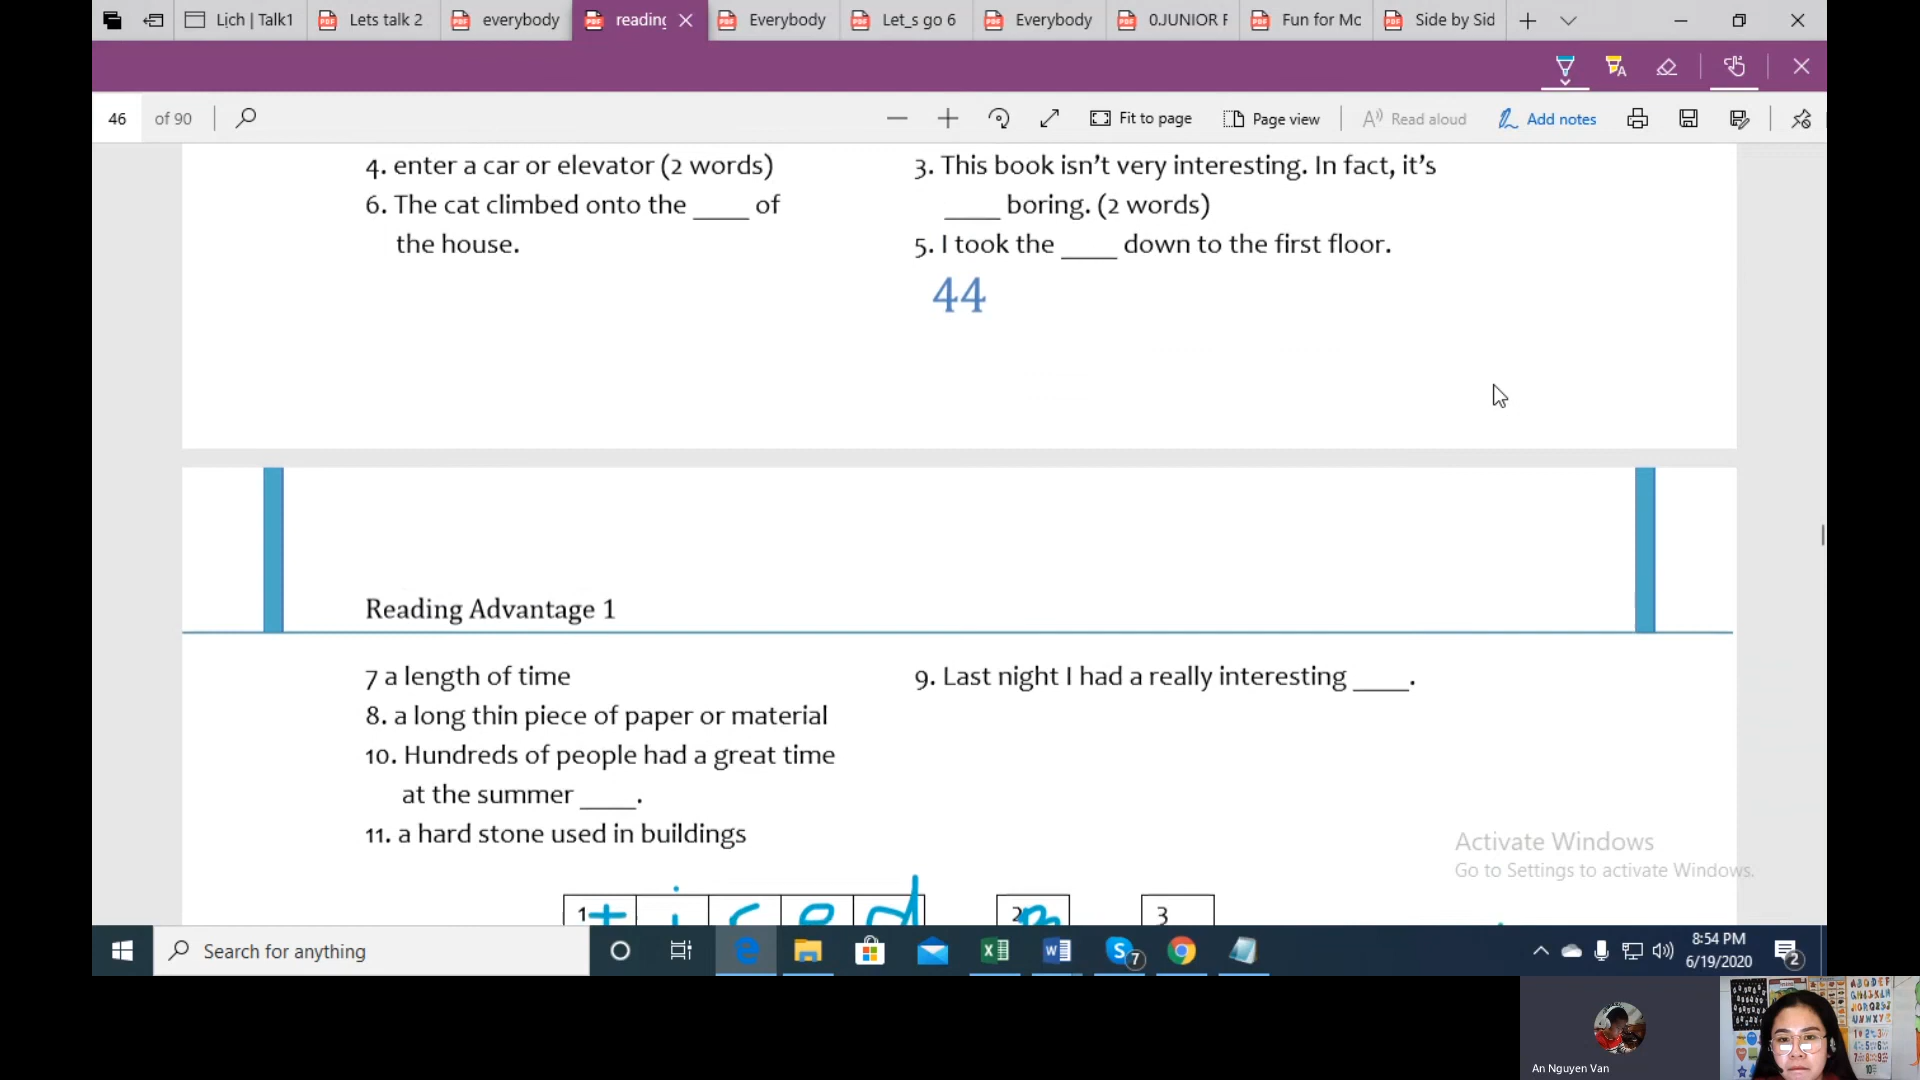 Lịch | Talk1
Lets talk 2
everybody
reading
Everybody
Let_s go 6
Everybody
0JUNIOR F
Fun for Mo
Side by Sid
46 of 90
Fit to page
Page view
Read aloud
Add notes
4. enter a car or elevator (2 words)
6. The cat climbed onto the ____ of
the house.
3. This book isn't very interesting. In fact, it's
____ boring. (2 words)
5. I took the ____ down to the first floor.
44
Reading Advantage 1
7 a length of time
8. a long thin piece of paper or material
10. Hundreds of people had a great time
at the summer ____.
11. a hard stone used in buildings
9. Last night I had a really interesting ____.
Activate Windows
Go to Settings to activate Windows.
1
2
3
Search for anything
7
8:54 PM
6/19/2020
2
An Nguyen Van